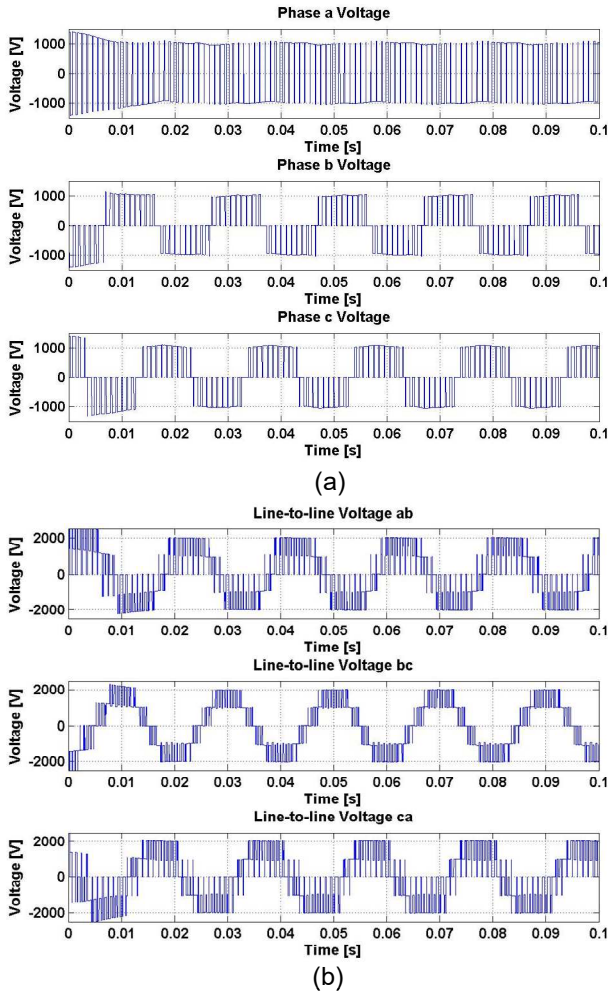 Phase a Voltage
Voltage [V]
1000
0
-1000
0 0.01 0.02 0.03 0.04 0.05 0.06 0.07 0.08 0.09 0.1
Time [s]
Phase b Voltage
Voltage [V]
1000
0
-1000
0 0.01 0.02 0.03 0.04 0.05 0.06 0.07 0.08 0.09 0.1
Time [s]
Phase c Voltage
Voltage [V]
1000
0
-1000
0 0.01 0.02 0.03 0.04 0.05 0.06 0.07 0.08 0.09 0.1
Time [s]
(a)
Line-to-line Voltage ab
Voltage [V]
2000
0
-2000
0 0.01 0.02 0.03 0.04 0.05 0.06 0.07 0.08 0.09 0.1
Time [s]
Line-to-line Voltage bc
Voltage [V]
2000
0
-2000
0 0.01 0.02 0.03 0.04 0.05 0.06 0.07 0.08 0.09 0.1
Time [s]
Line-to-line Voltage ca
Voltage [V]
2000
0
-2000
0 0.01 0.02 0.03 0.04 0.05 0.06 0.07 0.08 0.09 0.1
Time [s]
(b)